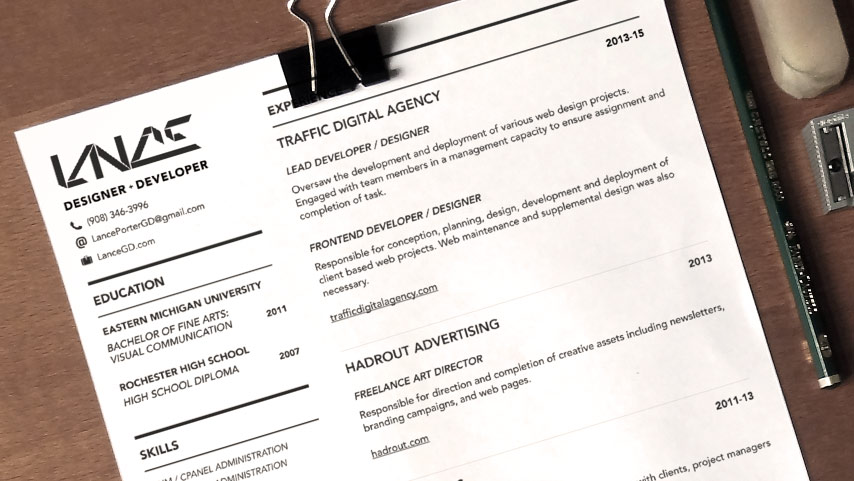 LANCE
DESIGNER + DEVELOPER
(908) 346-3996
LancePorterGD@gmail.com
LanceGD.com
EDUCATION
EASTERN MICHIGAN UNIVERSITY
BACHELOR OF FINE ARTS: 2011
VISUAL COMMUNICATION
ROCHESTER HIGH SCHOOL 2007
HIGH SCHOOL DIPLOMA
SKILLS
/ CPANEL ADMINISTRATION
ADMINISTRATION
2013-15
TRAFFIC DIGITAL AGENCY
LEAD DEVELOPER / DESIGNER
Oversaw the development and deployment of various web design projects.
Engaged with team members in a management capacity to ensure assignment and
completion of task.
FRONTEND DEVELOPER / DESIGNER
Responsible for conception, planning, design, development and deployment of
client based web projects. Web maintenance and supplemental design was also
necessary.
trafficdigitalagency.com
2013
HADROUT ADVERTISING
FREELANCE ART DIRECTOR
Responsible for direction and completion of creative assets including newsletters,
branding campaigns, and web pages.
hadrout.com
2011-13
with clients, project managers